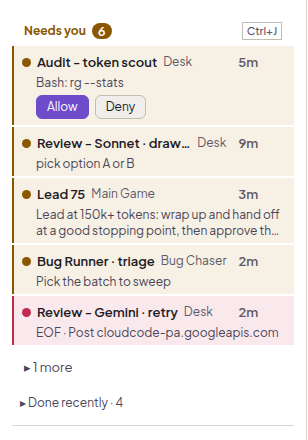 Needs you 6 Ctrl+J
Audit - token scout Desk 5m
Bash: rg --stats
Allow Deny
Review - Sonnet · draw... Desk 9m
pick option A or B
Lead 75 Main Game 3m
Lead at 150k+ tokens: wrap up and hand off
at a good stopping point, then approve th...
Bug Runner · triage Bug Chaser 2m
Pick the batch to sweep
Review - Gemini · retry Desk 2m
EOF · Post cloudcode-pa.googleapis.com
▸ 1 more
▸ Done recently · 4